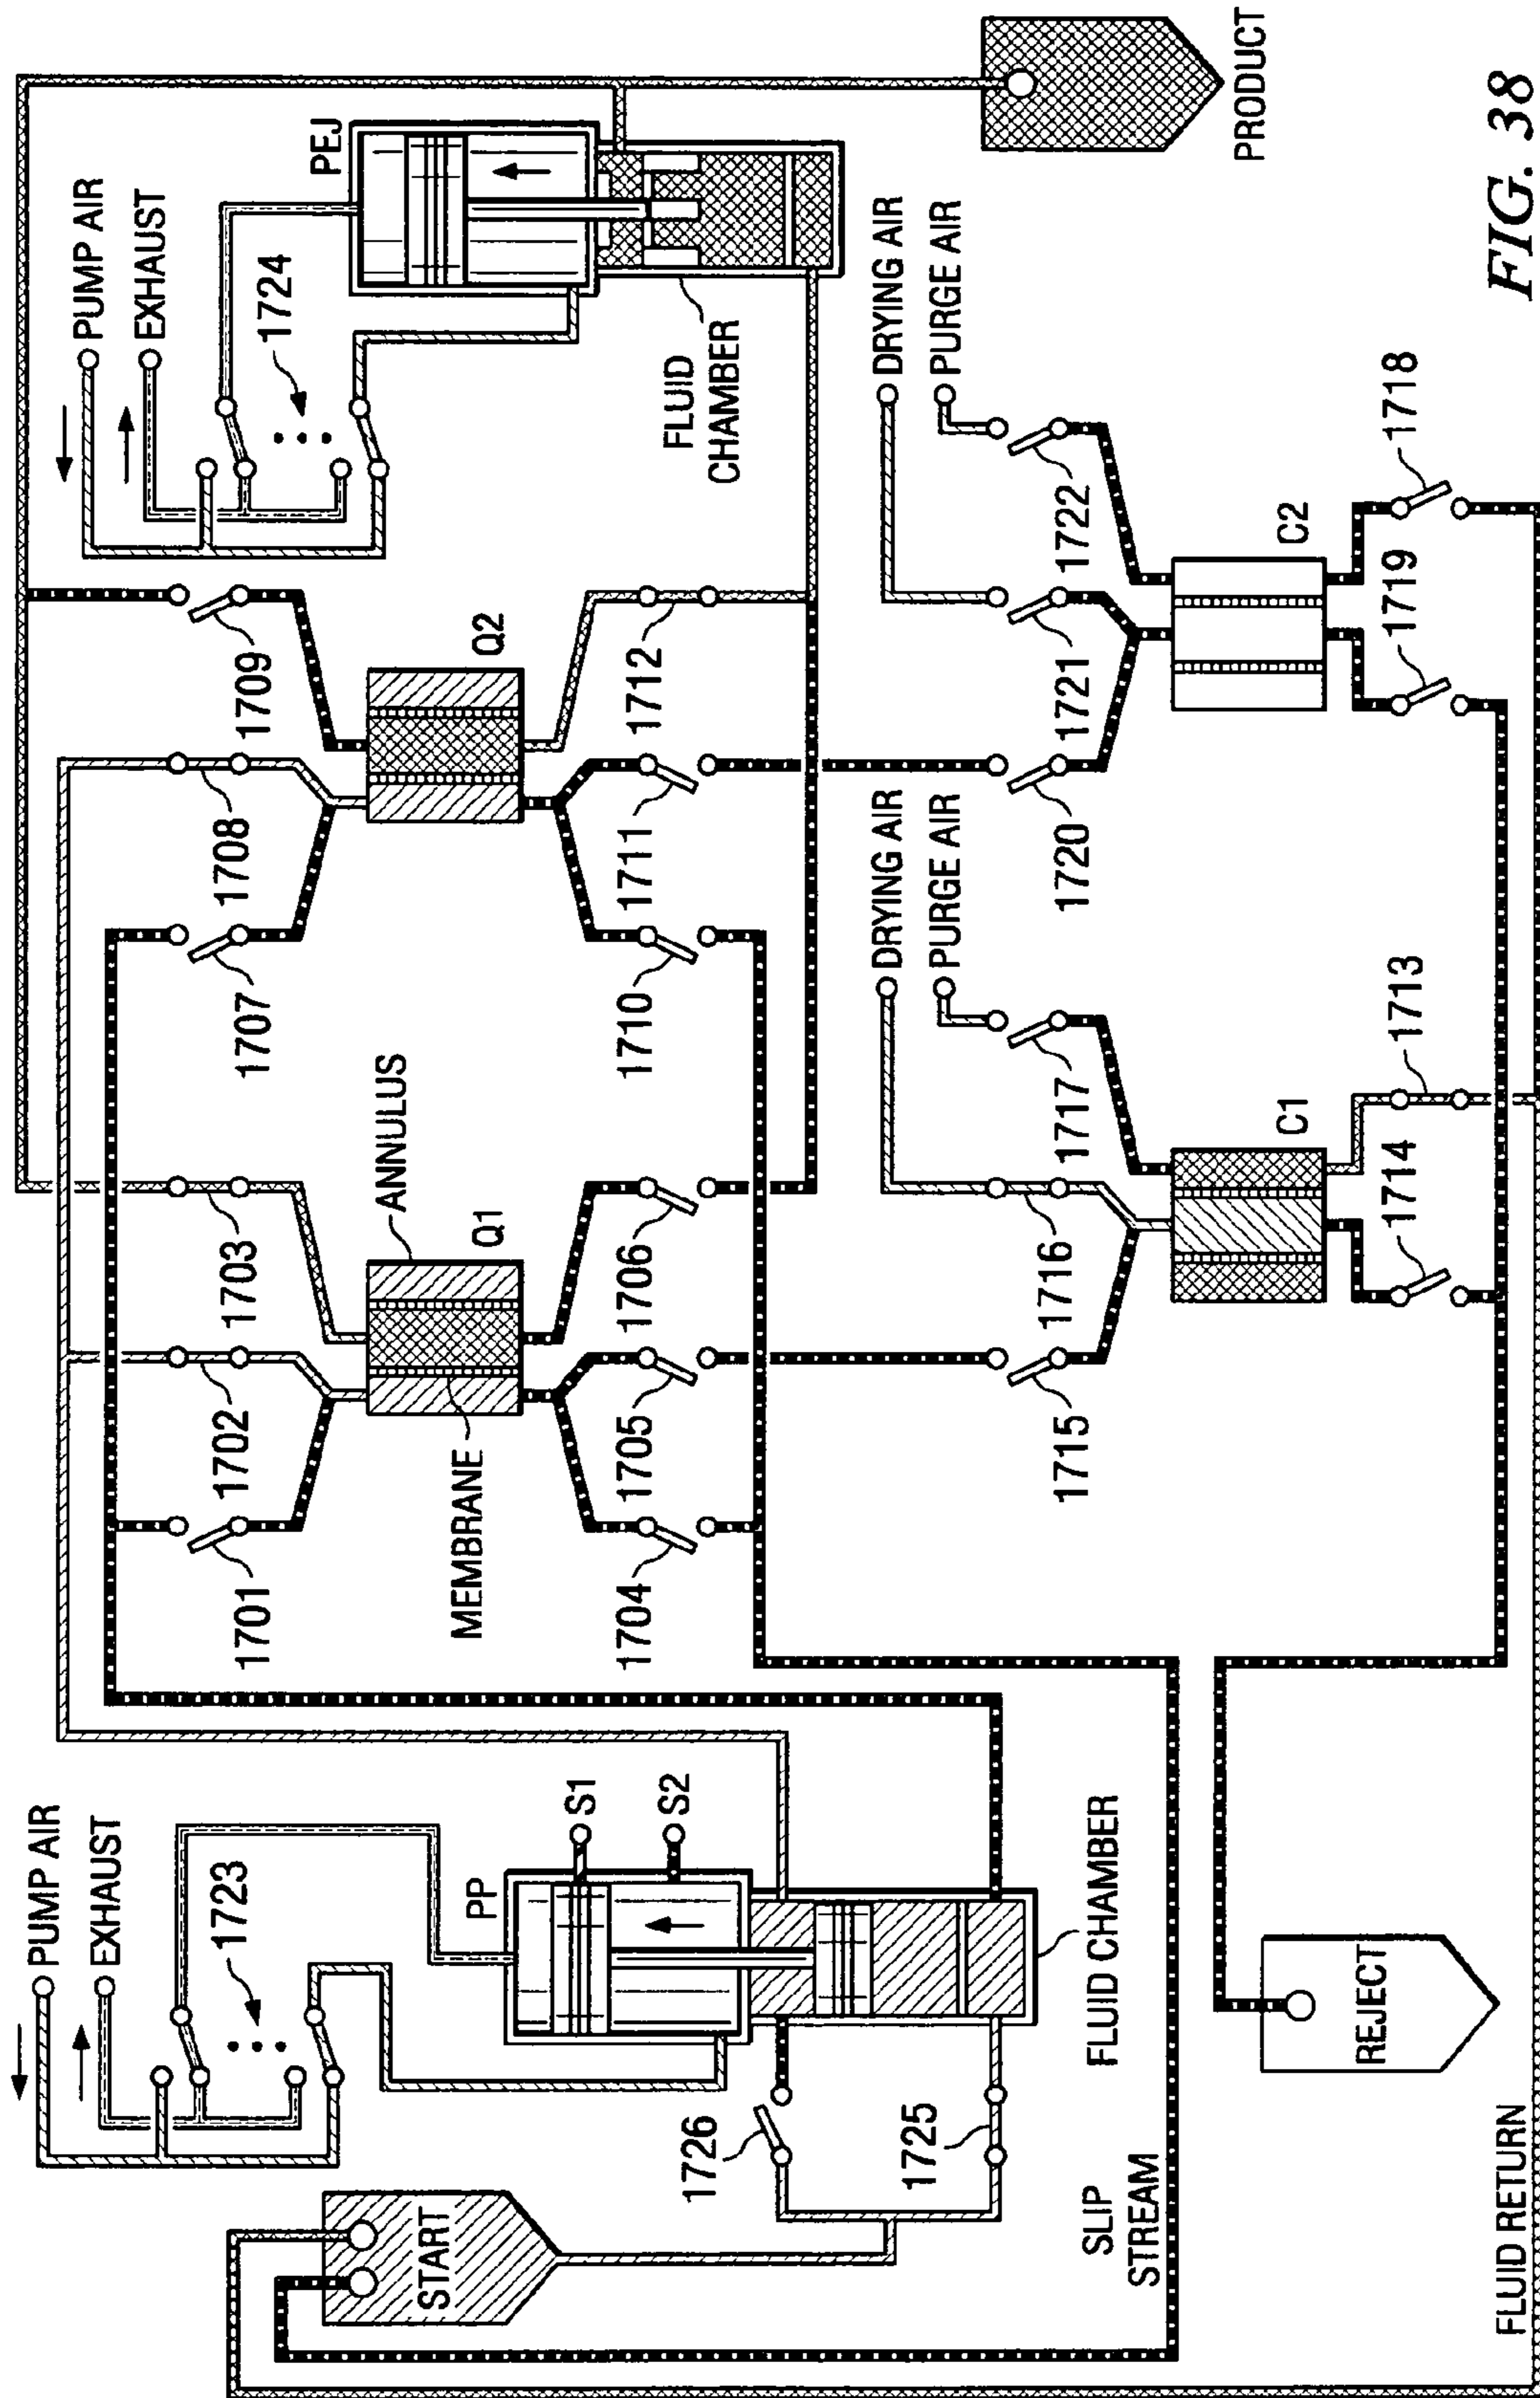 PUMP AIR
EXHAUST
1723
PP
S1
S2
1726
1725
START
SLIP
STREAM
FLUID CHAMBER
REJECT
FLUID RETURN
1701
1702
1703
MEMBRANE
ANNULUS
Q1
1704
1705
1706
1707
1708
1709
Q2
1710
1711
1712
PUMP AIR
EXHAUST
1724
PEJ
FLUID
CHAMBER
DRYING AIR
PURGE AIR
1715
1716
1717
C1
1714
1713
DRYING AIR
PURGE AIR
1720
1721
1722
C2
1719
1718
PRODUCT
FIG. 38